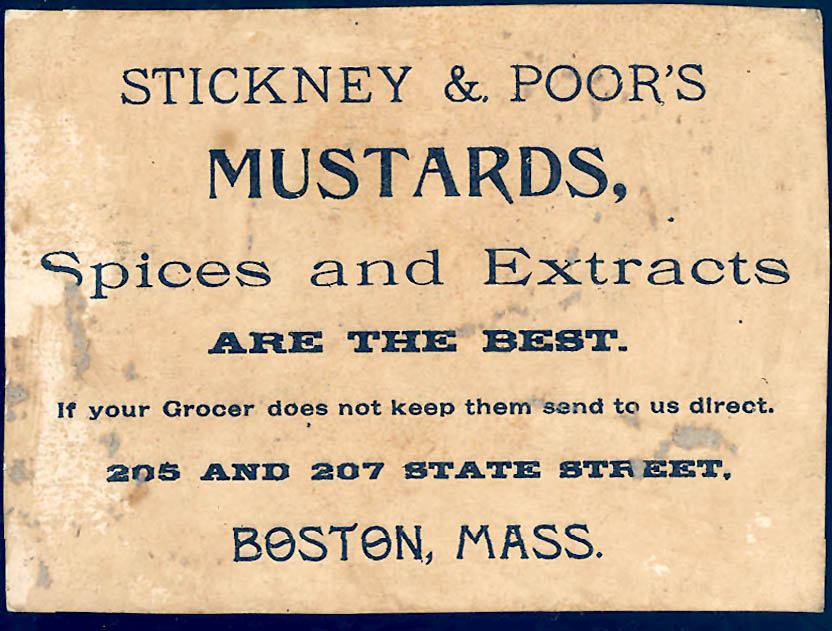 STICKNEY & POOR'S
MUSTARDS,
Spices and Extracts
ARE THE BEST.
If your Grocer does not keep them send to us direct.
205 AND 207 STATE STREET,
BOSTON, MASS.